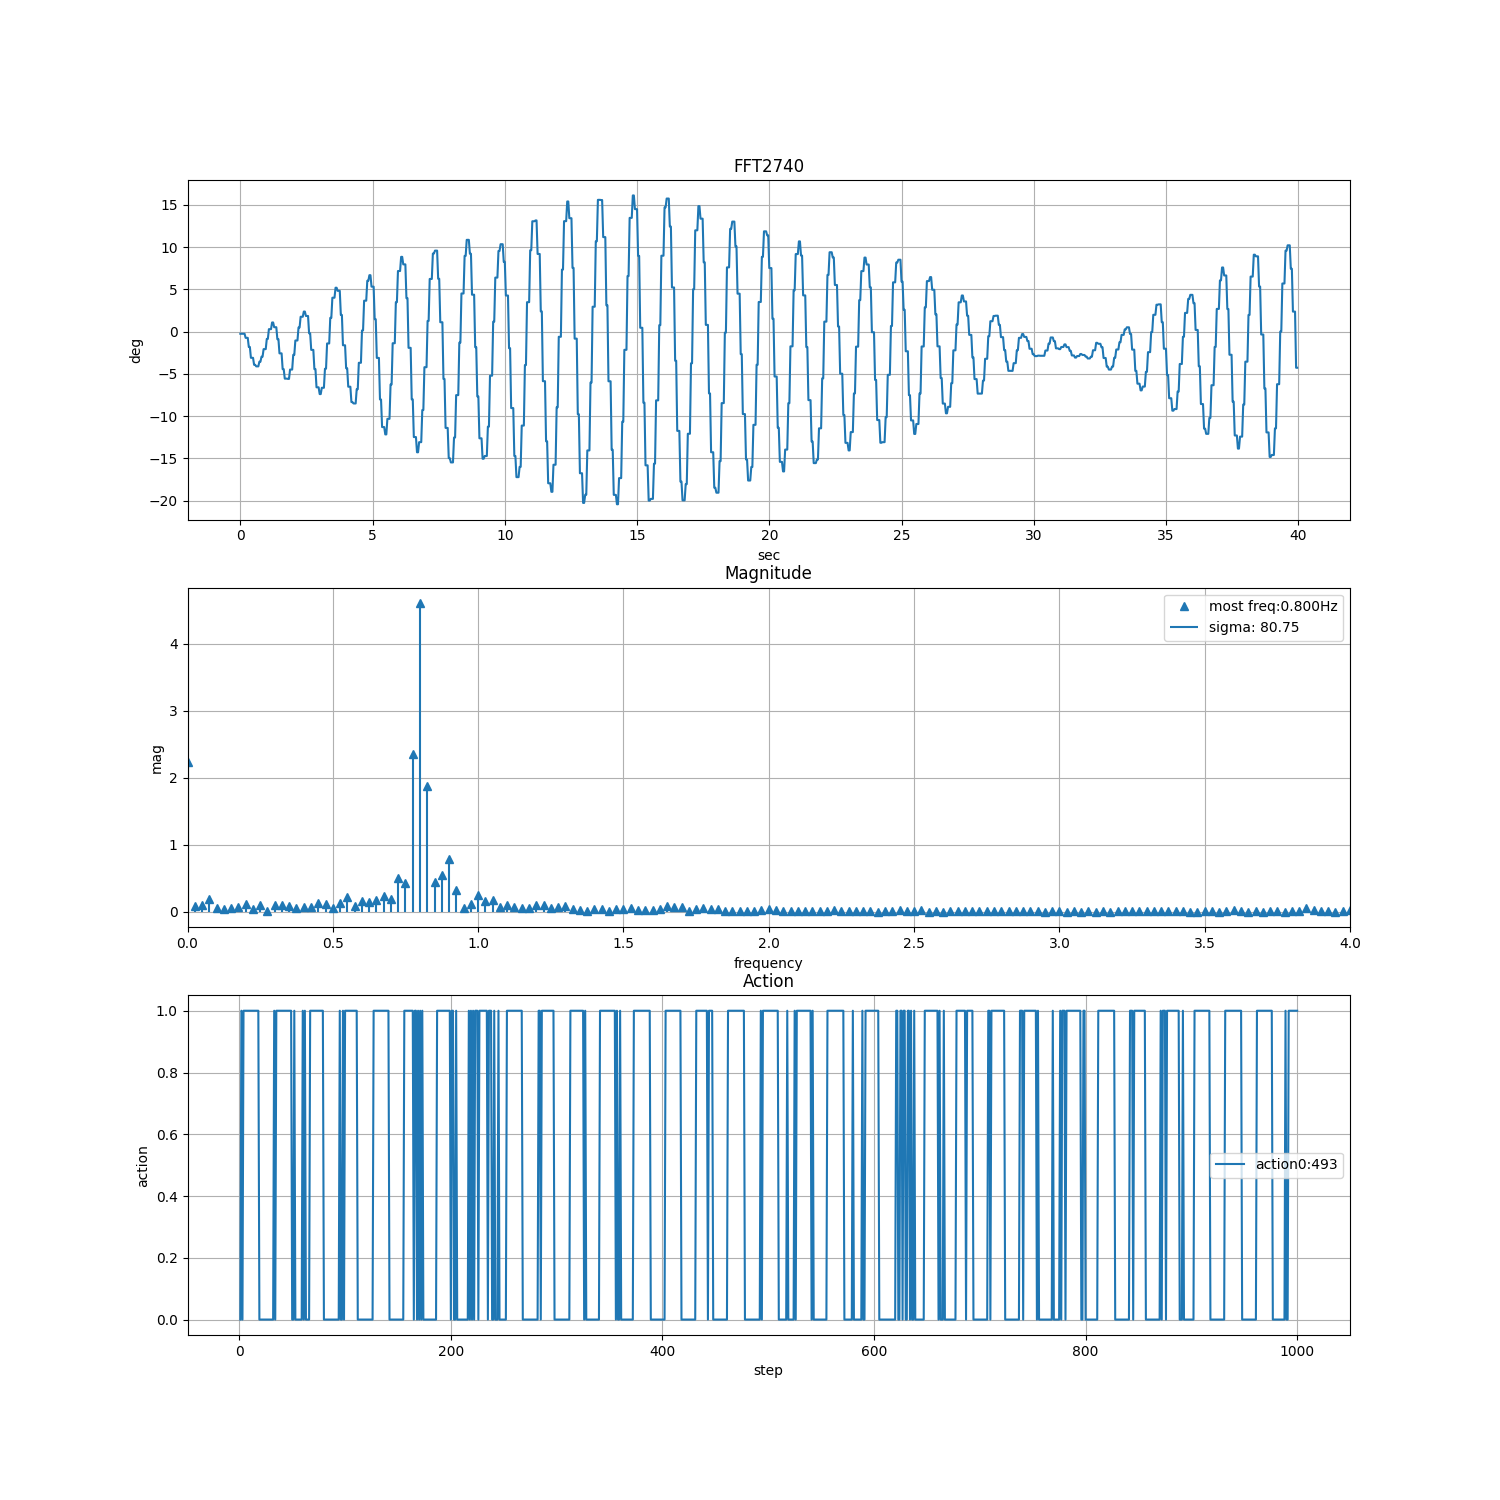 FFT2740
15
10
5
0
−5
−10
−15
−20
deg
0 5 10 15 20 25 30 35 40
sec
Magnitude
most freq:0.800Hz
sigma: 80.75
4
3
2
1
0
mag
0.0 0.5 1.0 1.5 2.0 2.5 3.0 3.5 4.0
frequency
Action
1.0
0.8
0.6
0.4
0.2
0.0
action
action0:493
0 200 400 600 800 1000
step